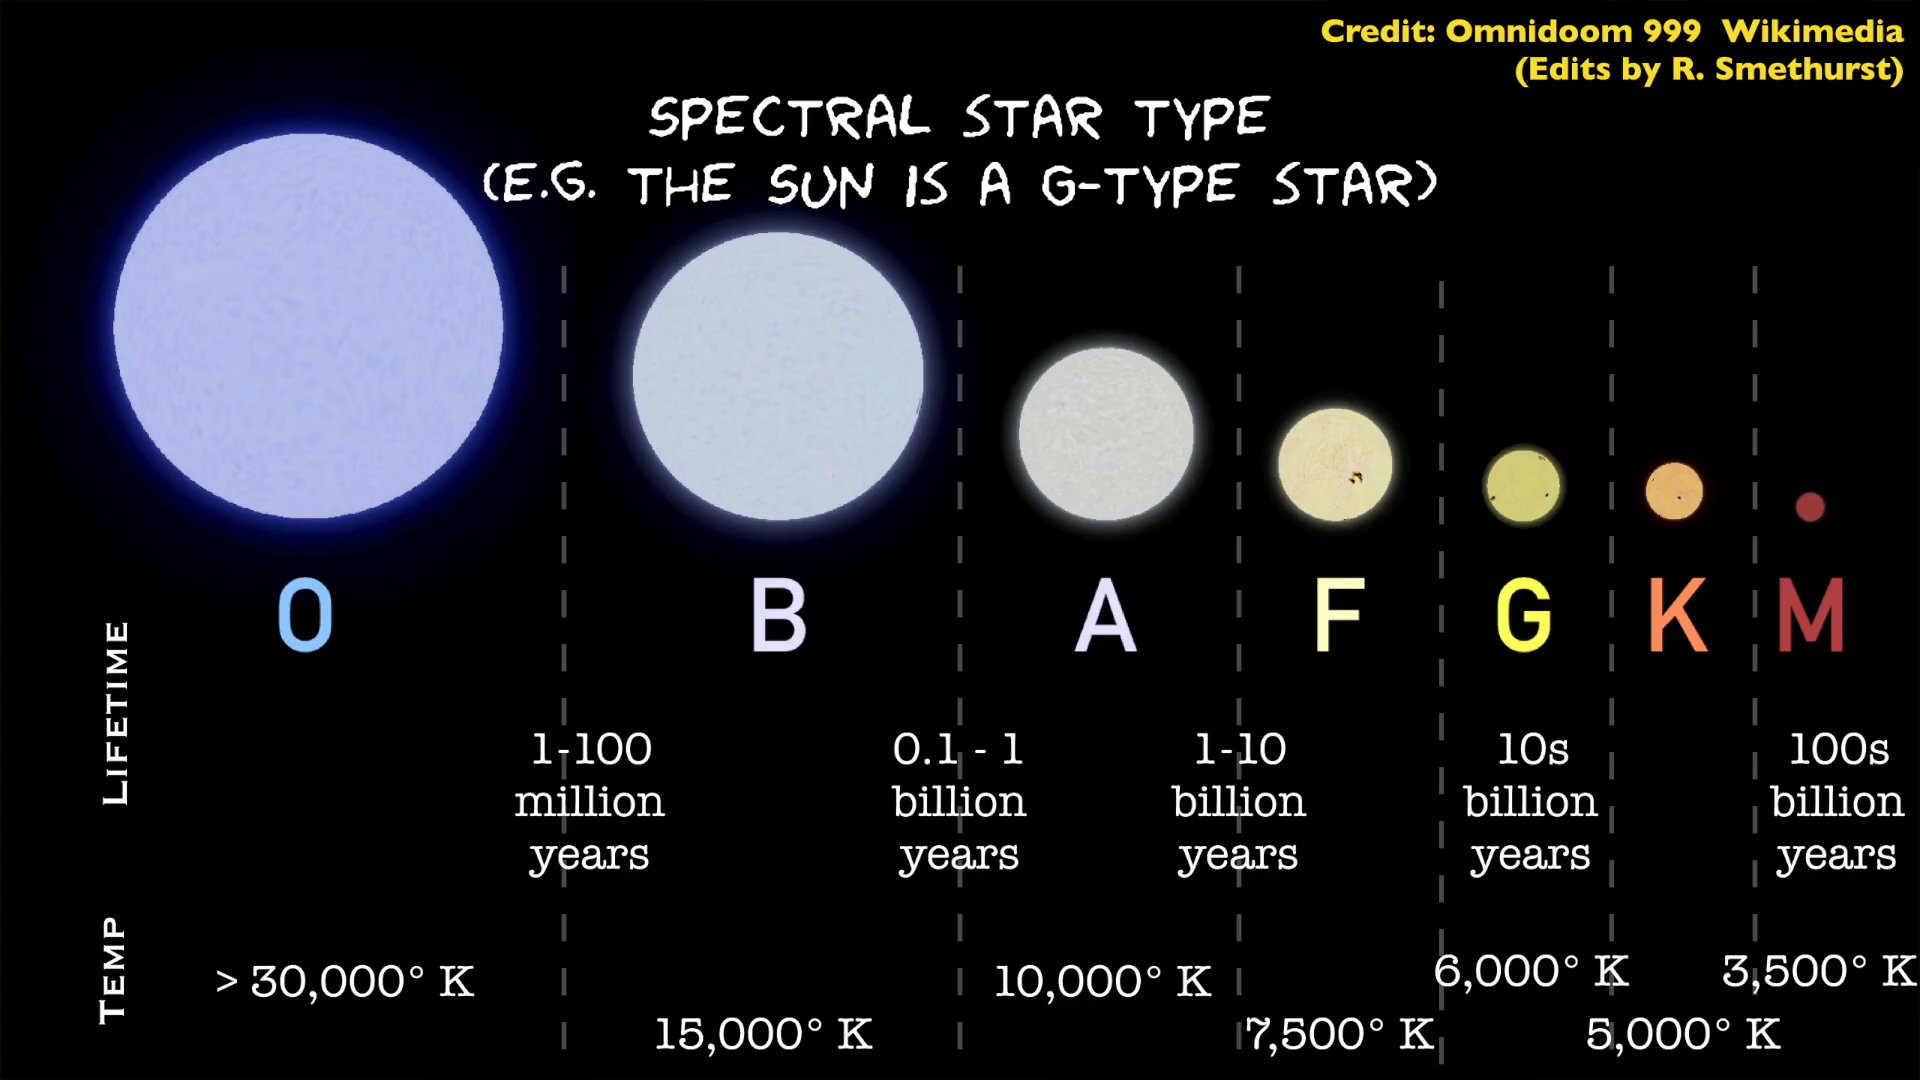 Credit: Omnidoom 999 Wikimedia
(Edits by R. Smethurst)
SPECTRAL STAR TYPE
(E.G. THE SUN IS A G-TYPE STAR)
O B A F G K M
LIFETIME
1-100 0.1 - 1 1-10 10s 100s
million billion billion billion billion
years years years years years
TEMP
> 30,000° K 10,000° K 6,000° K 3,500° K
15,000° K 7,500° K 5,000° K